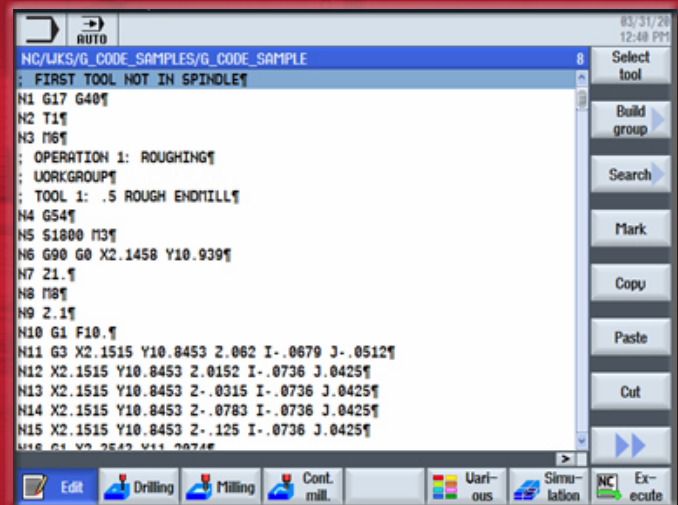 AUTO
03/31/20
12:40 PM
NC/WKS/G_CODE_SAMPLES/G_CODE_SAMPLE 8
; FIRST TOOL NOT IN SPINDLE¶
N1 G17 G40¶
N2 T1¶
N3 M6¶
; OPERATION 1: ROUGHING¶
; WORKGROUP¶
; TOOL 1: .5 ROUGH ENDMILL¶
N4 G54¶
N5 S1800 M3¶
N6 G90 G0 X2.1458 Y10.939¶
N7 Z1.¶
N8 M8¶
N9 Z.1¶
N10 G1 F10.¶
N11 G3 X2.1515 Y10.8453 Z.062 I-.0679 J-.0512¶
N12 X2.1515 Y10.8453 Z.0152 I-.0736 J.0425¶
N13 X2.1515 Y10.8453 Z-.0315 I-.0736 J.0425¶
N14 X2.1515 Y10.8453 Z-.0783 I-.0736 J.0425¶
N15 X2.1515 Y10.8453 Z-.125 I-.0736 J.0425¶
N16 G1 X2.2542 Y11.2074¶
Select
tool
Build
group
Search
Mark
Copy
Paste
Cut
Edit
Drilling
Milling
Cont.
mill.
Vari-
ous
Simu-
lation
NC
Ex-
ecute